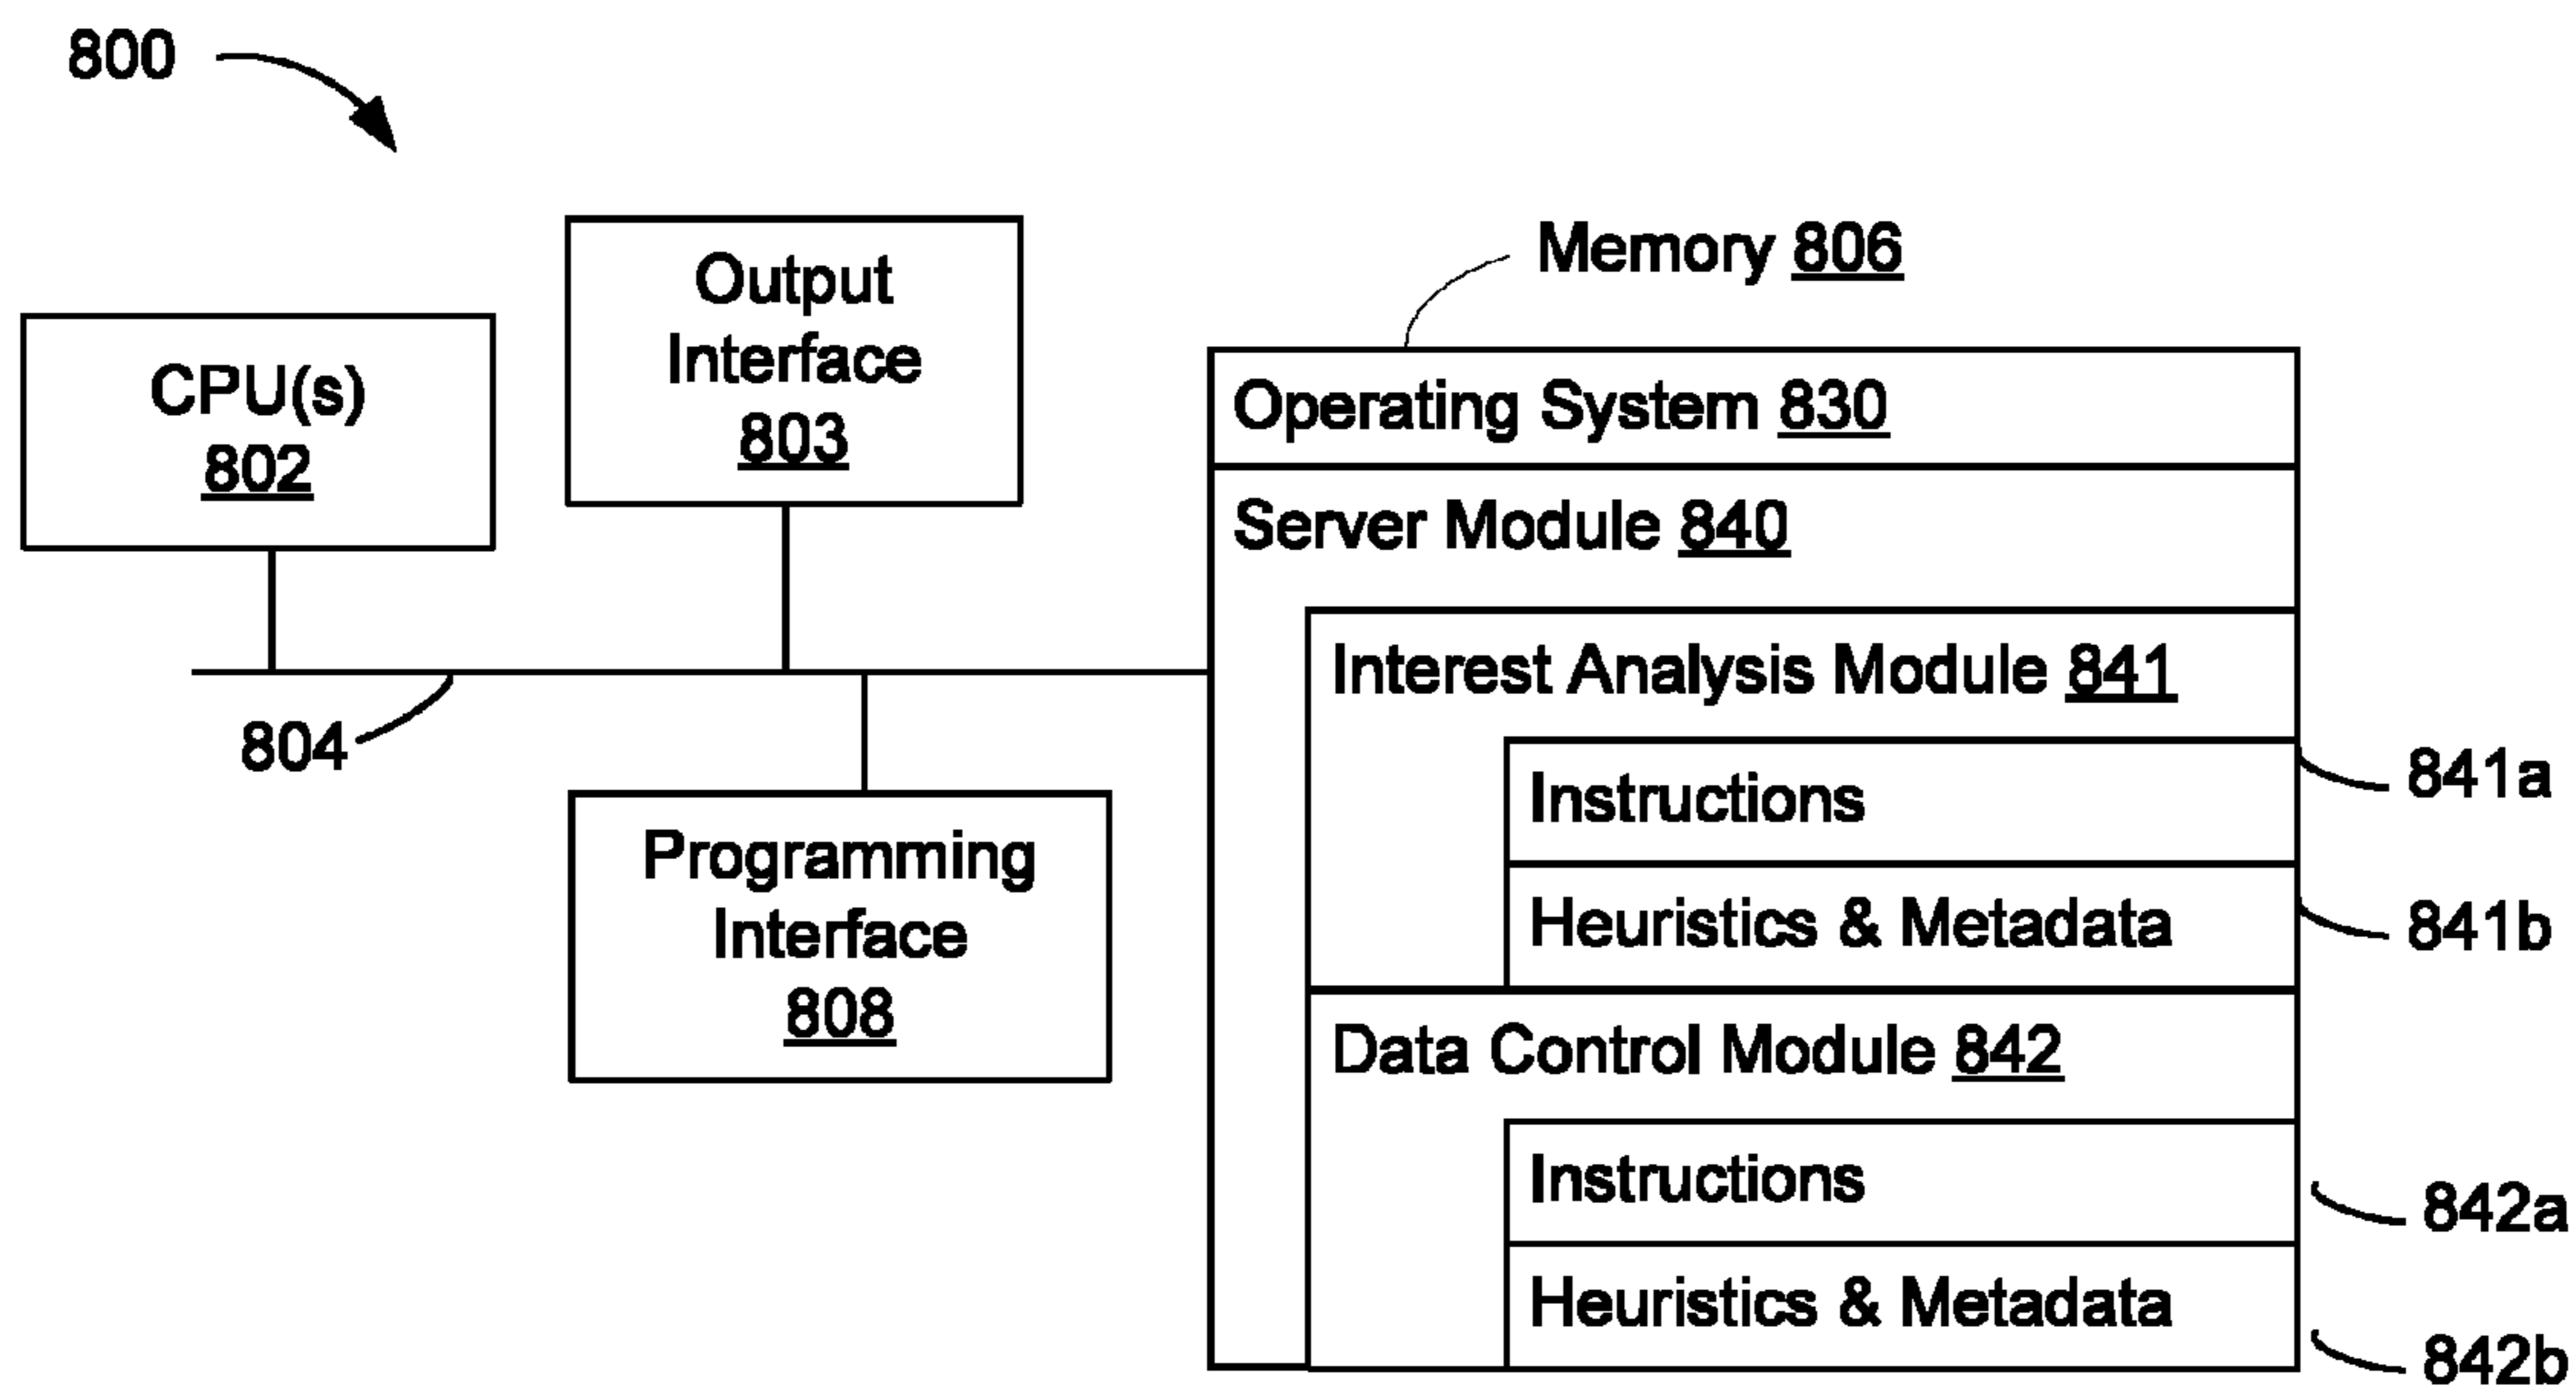 800
CPU(s)
802
Output
Interface
803
804
Programming
Interface
808
Memory 806
Operating System 830
Server Module 840
Interest Analysis Module 841
Instructions
841a
Heuristics & Metadata
841b
Data Control Module 842
Instructions
842a
Heuristics & Metadata
842b